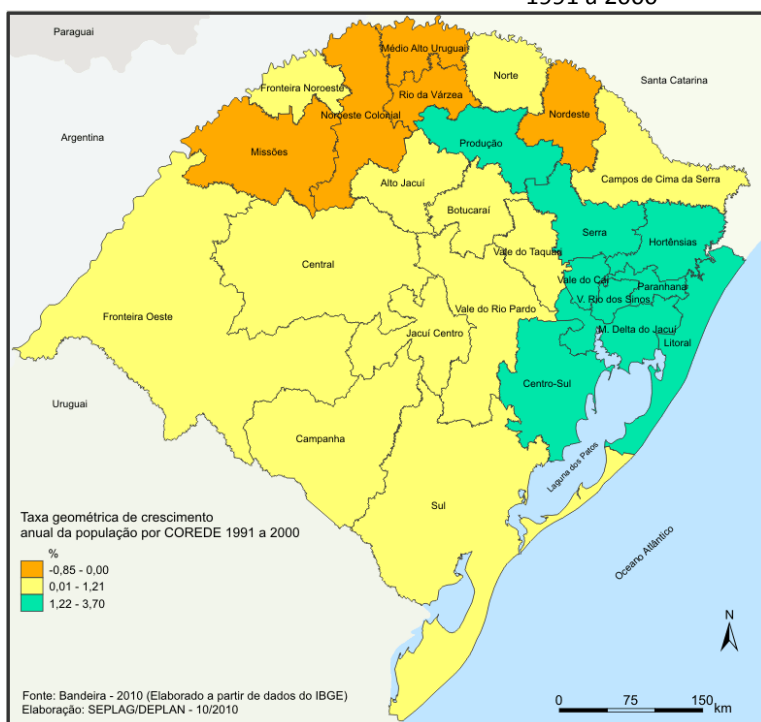 1991 a 2000
Paraguai
Médio Alto Uruguai
Norte
Santa Catarina
Fronteira Noroeste
Rio da Várzea
Noroeste Colonial
Nordeste
Argentina
Missões
Produção
Campos de Cima da Serra
Alto Jacuí
Botucaraí
Serra
Hortênsias
Vale do Taquari
Central
Vale do Caí
Paranhana
V. Rio dos Sinos
Fronteira Oeste
Vale do Rio Pardo
Jacuí Centro
M. Delta do Jacuí
Litoral
Centro-Sul
Uruguai
Campanha
Laguna dos Patos
Sul
Taxa geométrica de crescimento
anual da população por COREDE 1991 a 2000
%
-0,85 - 0,00
0,01 - 1,21
1,22 - 3,70
Oceano Atlântico
N
Fonte: Bandeira - 2010 (Elaborado a partir de dados do IBGE)
Elaboração: SEPLAG/DEPLAN - 10/2010
0 75 150
km